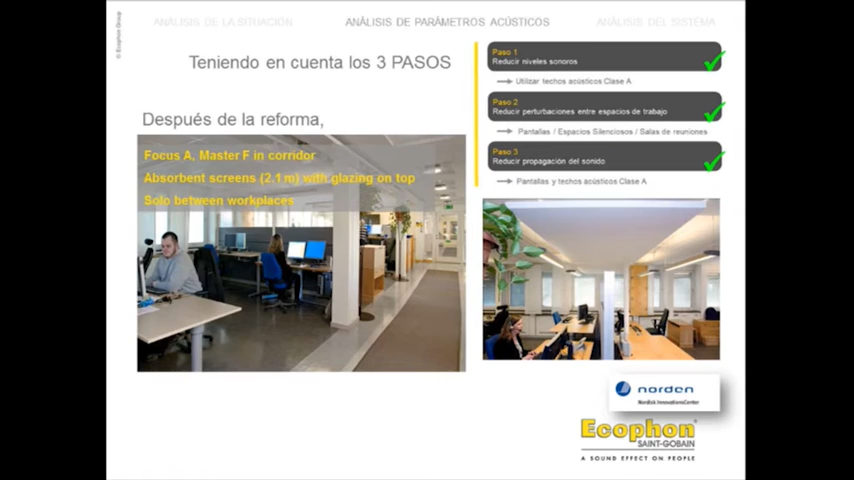 © Ecophon Group
ANÁLISIS DE LA SITUACIÓN
ANÁLISIS DE PARÁMETROS ACÚSTICOS
ANÁLISIS DEL SISTEMA
Teniendo en cuenta los 3 PASOS
Después de la reforma,
Focus A, Master F in corridor
Absorbent screens (2.1 m) with glazing on top
Solo between workplaces
Paso 1
Reducir niveles sonoros
Utilizar techos acústicos Clase A
Paso 2
Reducir perturbaciones entre espacios de trabajo
Pantallas / Espacios Silenciosos / Salas de reuniones
Paso 3
Reducir propagación del sonido
Pantallas y techos acústicos Clase A
norden
Nordisk InnovationsCenter
Ecophon
SAINT-GOBAIN
A SOUND EFFECT ON PEOPLE